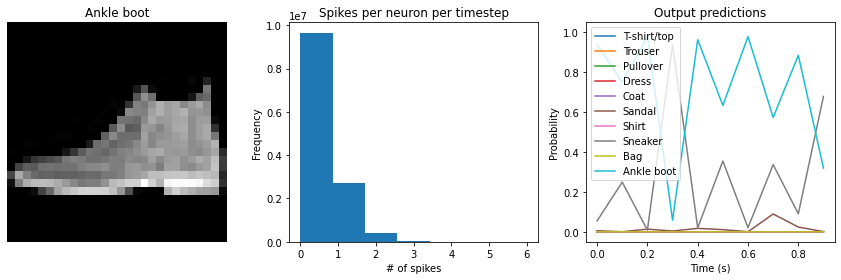 Ankle boot
Spikes per neuron per timestep
1e7
1.0
0.8
0.6
0.4
0.2
0.0
Frequency
0 1 2 3 4 5 6
# of spikes
Output predictions
1.0
0.8
0.6
0.4
0.2
0.0
Probability
T-shirt/top
Trouser
Pullover
Dress
Coat
Sandal
Shirt
Sneaker
Bag
Ankle boot
0.0 0.2 0.4 0.6 0.8
Time (s)